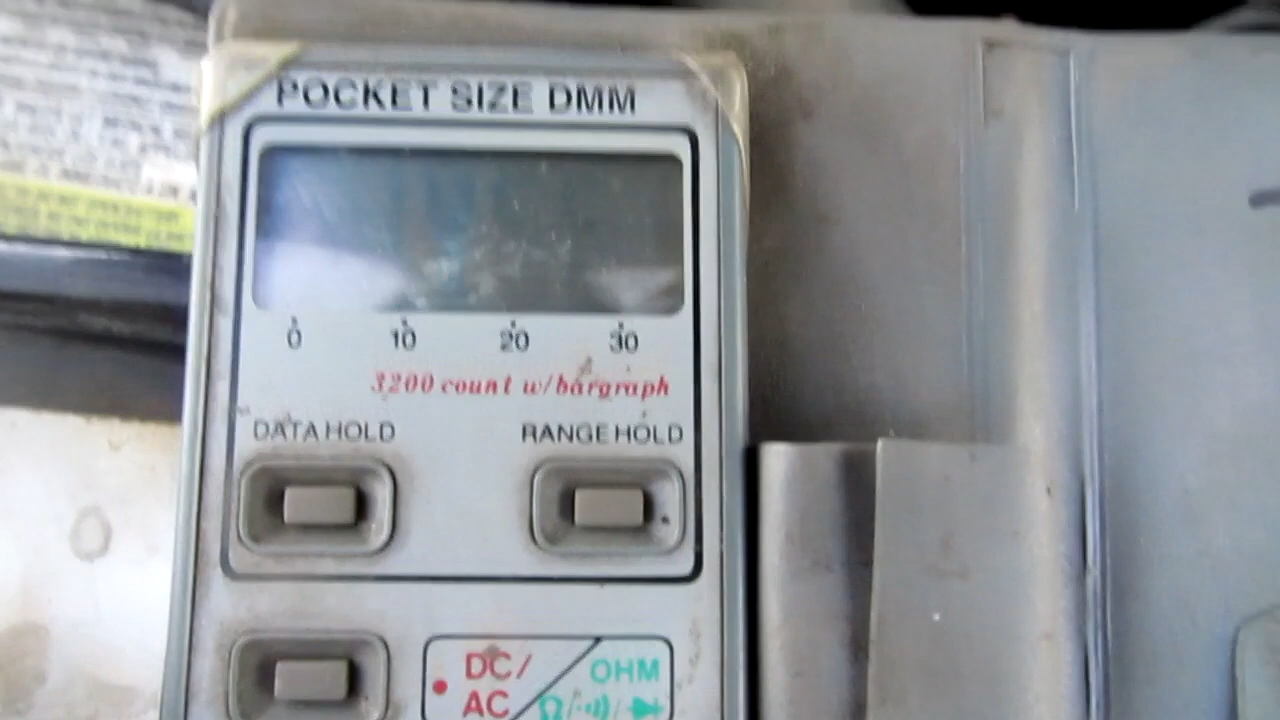 POCKET SIZE DMM
0 10 20 30
3200 count w/bargraph
DATA HOLD RANGE HOLD
DC/ OHM
AC Ω/